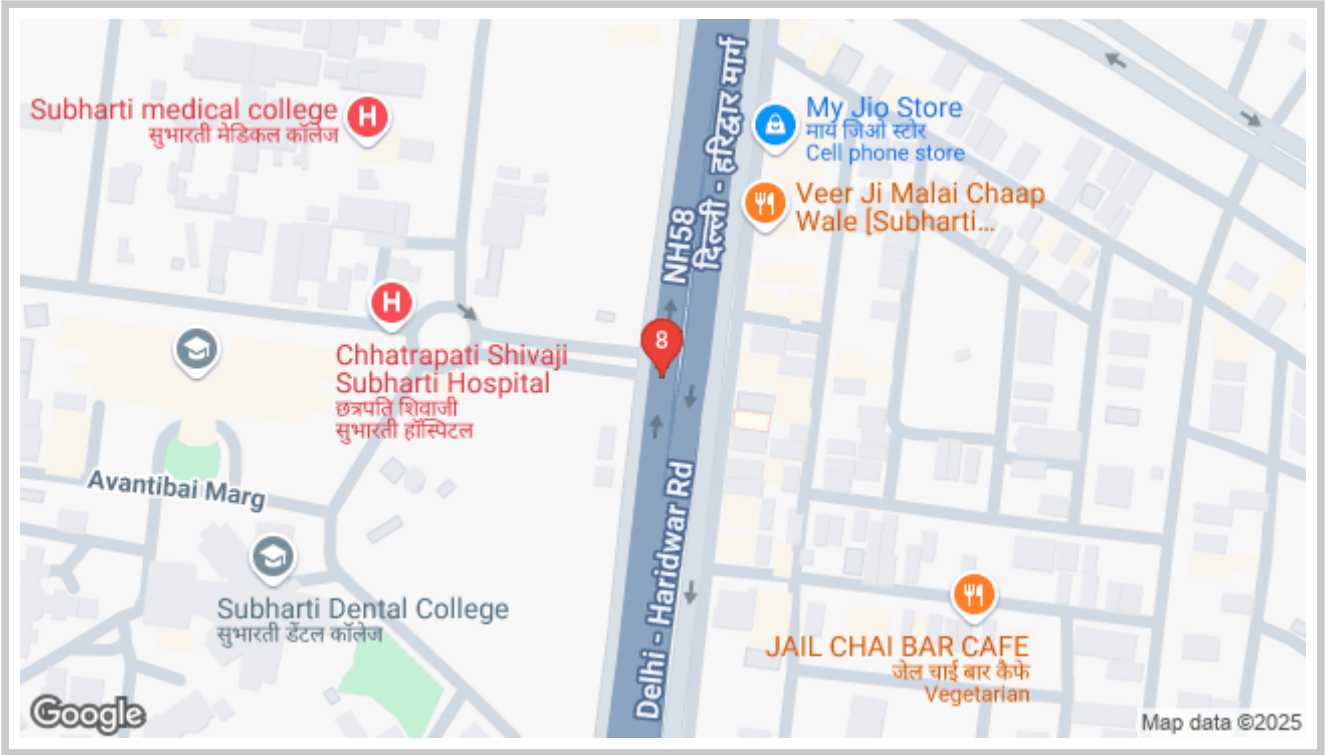 Subharti medical college
सुभारती मेडिकल कॉलेज
H
My Jio Store
माय जिओ स्टोर
Cell phone store
Veer Ji Malai Chaap
Wale [Subharti...
NH58
दिल्ली - हरिद्वार मार्ग
H
8
Chhatrapati Shivaji
Subharti Hospital
छत्रपति शिवाजी
सुभारती हॉस्पिटल
Avantibai Marg
Delhi - Haridwar Rd
Subharti Dental College
सुभारती डेंटल कॉलेज
JAIL CHAI BAR CAFE
जेल चाई बार कैफे
Vegetarian
Google
Map data ©2025